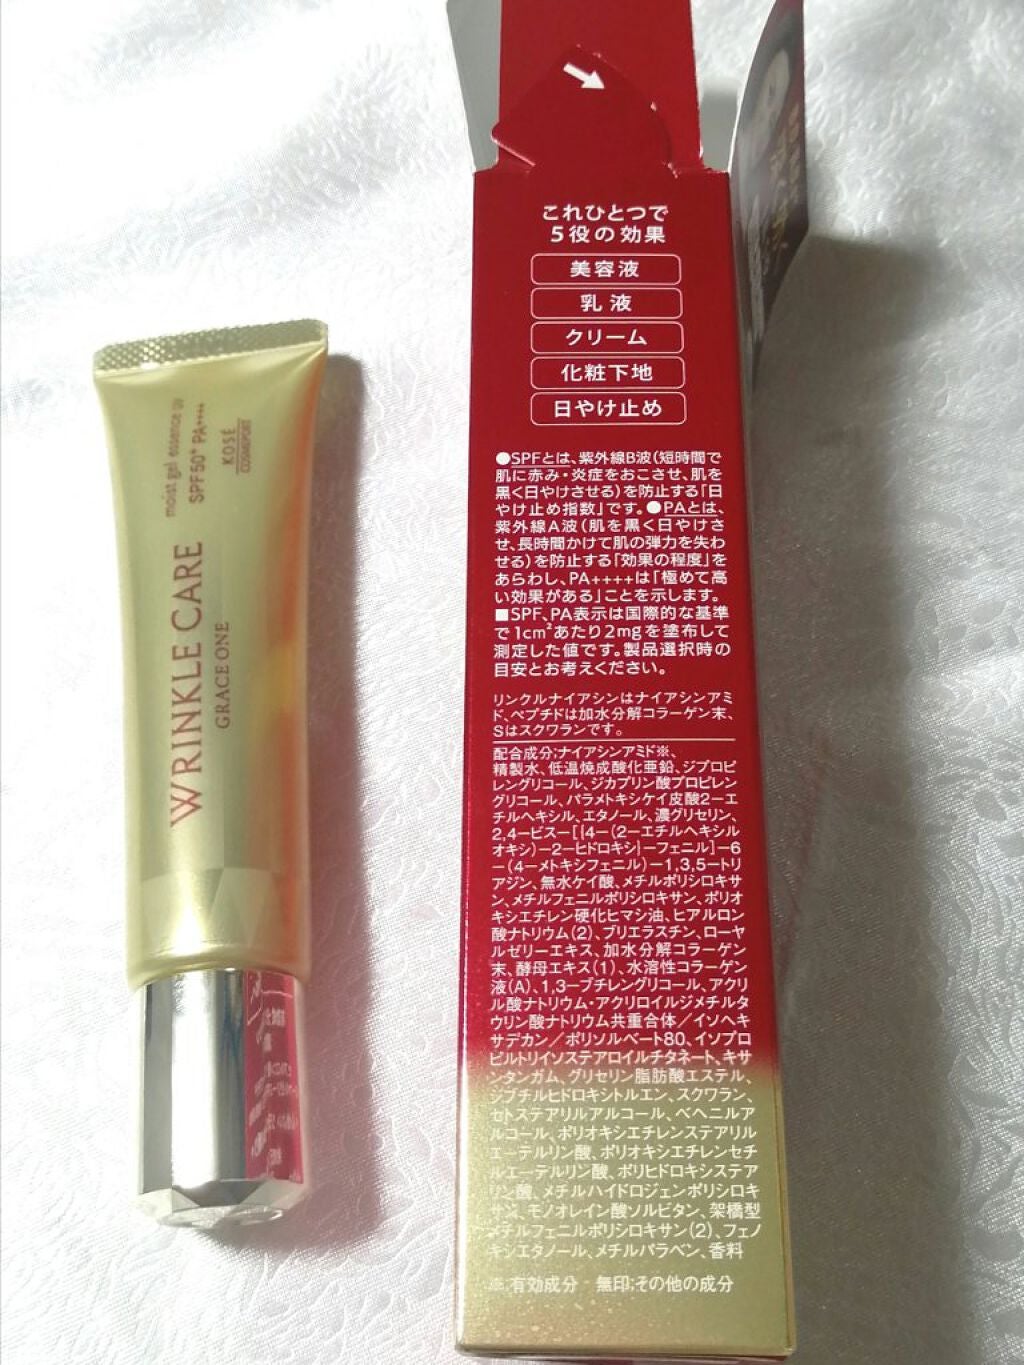 これひとつで
5役の効果
美容液
乳液
クリーム
化粧下地
日やけ止め
●SPFとは、紫外線B波(短時間で
肌に赤み・炎症をおこさせ、肌を
黒く日やけさせる)を防止する「日
やけ止め指数」です。●PAとは、
紫外線A波(肌を黒く日やけさ
せ、長時間かけて肌の弾力を失わ
せる)を防止する「効果の程度」を
あらわし、PA++++は「極めて高
い効果がある」ことを示します。
■SPF、PA表示は国際的な基準
で1cm²あたり2mgを塗布して
測定した値です。製品選択時の
目安とお考えください。
リンクルナイアシンはナイアシンアミ
ド、ペプチドは加水分解コラーゲン末、
Sはスクワランです。
配合成分;ナイアシンアミド※、
精製水、低温焼成酸化亜鉛、ジプロピ
レングリコール、ジカプリン酸プロピレン
グリコール、パラメトキシケイ皮酸2-エ
チルヘキシル、エタノール、濃グリセリン、
2,4-ビスー[{4-(2-エチルヘキシル
オキシ)-2-ヒドロキシ}-フェニル]-6
-(4-メトキシフェニル)-1,3,5-トリ
アジン、無水ケイ酸、メチルポリシロキサ
ン、メチルフェニルポリシロキサン、ポリオ
キシエチレン硬化ヒマシ油、ヒアルロン
酸ナトリウム(2)、ブリエラスチン、ローヤ
ルゼリーエキス、加水分解コラーゲン
末、酵母エキス(1)、水溶性コラーゲン
液(A)、1,3-ブチレングリコール、アクリ
ル酸ナトリウム・アクリロイルジメチルタ
ウリン酸ナトリウム共重合体/イソヘキ
サデカン/ポリソルベート80、イソプロ
ピルトリイソステアロイルチタネート、キサ
ンタンガム、グリセリン脂肪酸エステル、
ジブチルヒドロキシトルエン、スクワラン、
セトステアリルアルコール、ベヘニルア
ルコール、ポリオキシエチレンステアリル
エーテルリン酸、ポリオキシエチレンセチ
ルエーテルリン酸、ポリヒドロキシステア
リン酸、メチルハイドロジェンポリシロキ
サン、モノオレイン酸ソルビタン、架橋型
メチルフェニルポリシロキサン(2)、フェノ
キシエタノール、メチルパラベン、香料
※;有効成分 無印;その他の成分
WRINKLE CARE
GRACE ONE
moist gel essence UV
SPF50+ PA++++
KOSÉ
COSMEPORT